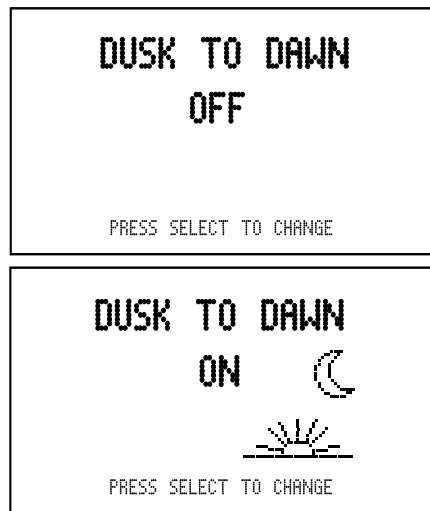 DUSK TO DAWN
OFF
PRESS SELECT TO CHANGE
DUSK TO DAWN
ON
PRESS SELECT TO CHANGE